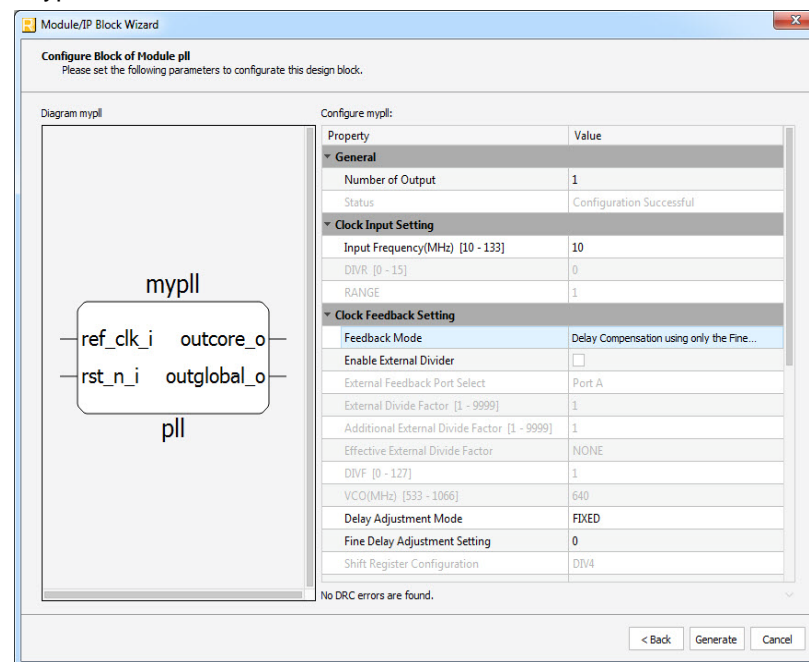 Module/IP Block Wizard
Configure Block of Module pll
Please set the following parameters to configurate this design block.
Diagram mypll
Configure mypll:
mypll
ref_clk_i outcore_o
rst_n_i outglobal_o
pll
Property Value
General
Number of Output 1
Status Configuration Successful
Clock Input Setting
Input Frequency(MHz) [10 - 133] 10
DIVR [0 - 15] 0
RANGE 1
Clock Feedback Setting
Feedback Mode Delay Compensation using only the Fine...
Enable External Divider
External Feedback Port Select Port A
External Divide Factor [1 - 9999] 1
Additional External Divide Factor [1 - 9999] 1
Effective External Divide Factor NONE
DIVF [0 - 127] 1
VCO(MHz) [533 - 1066] 640
Delay Adjustment Mode FIXED
Fine Delay Adjustment Setting 0
Shift Register Configuration DIV4
No DRC errors are found.
< Back Generate Cancel